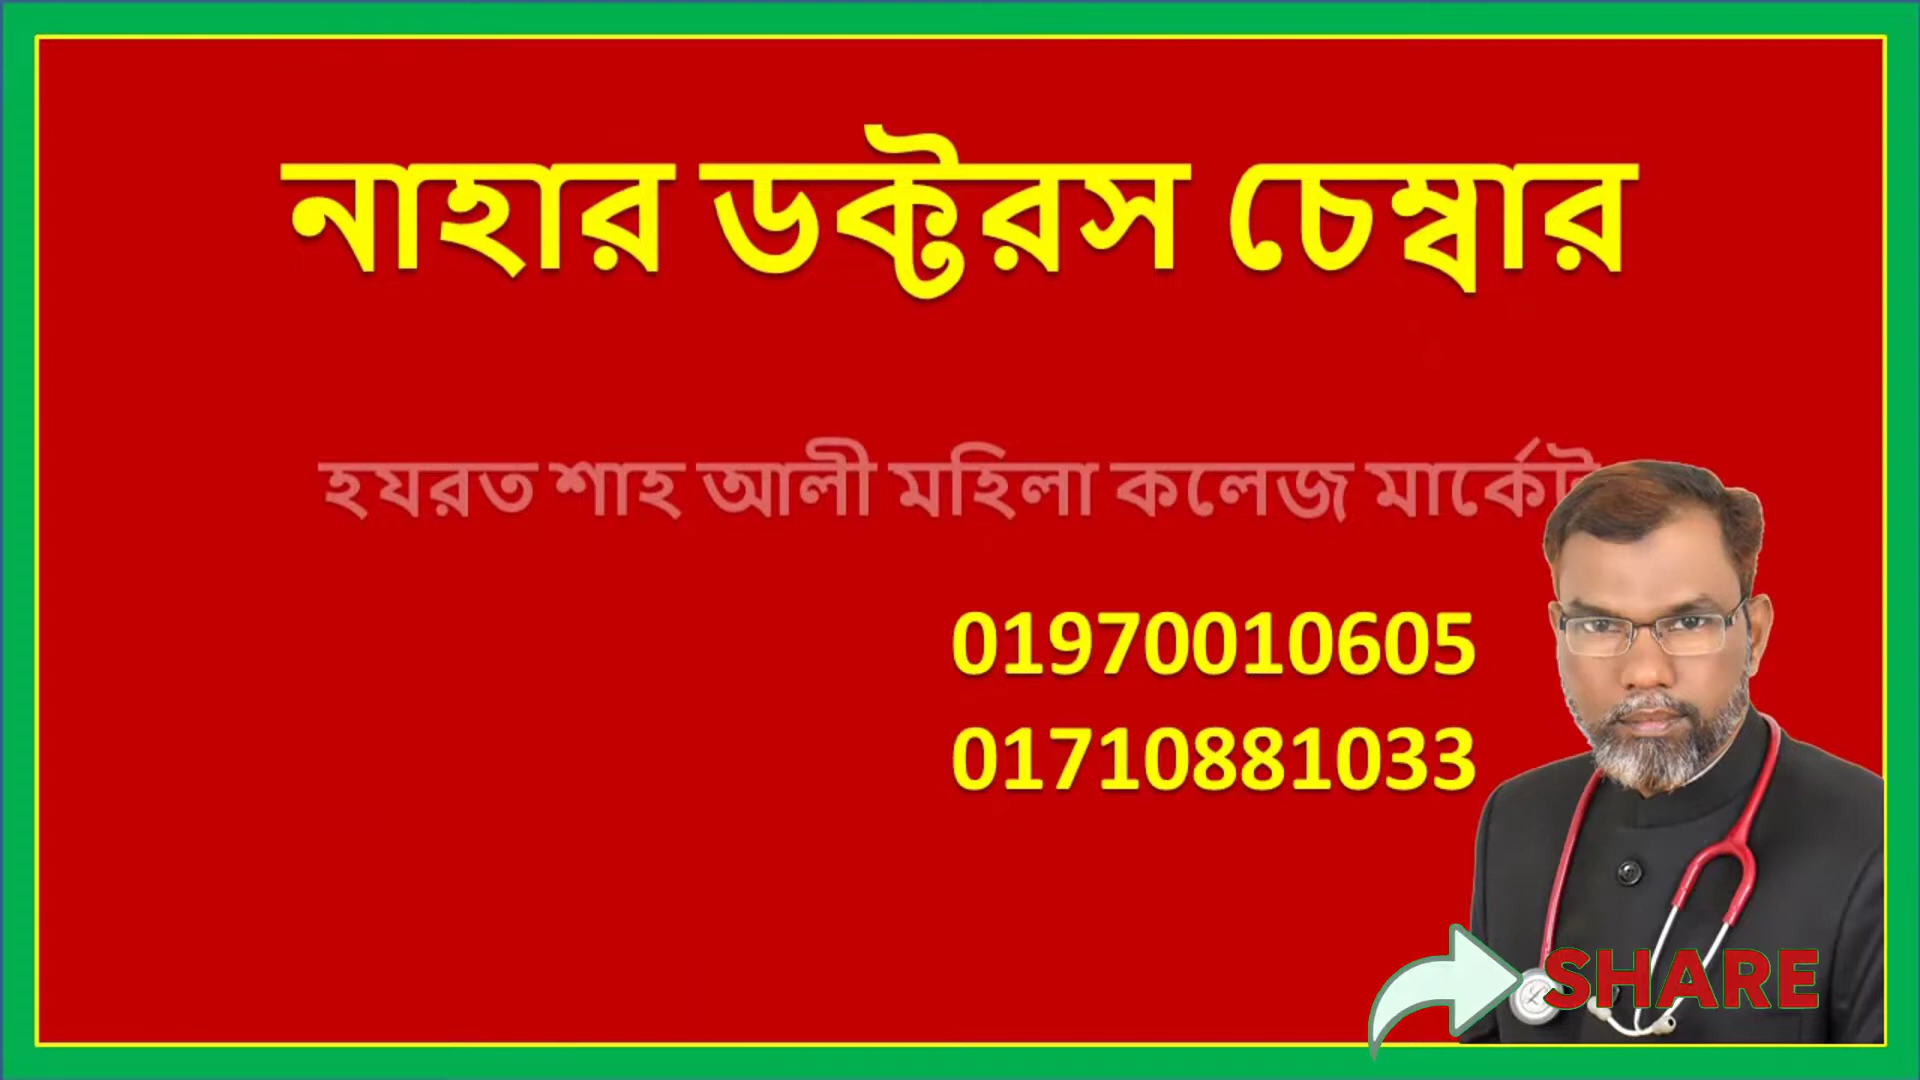 নাহার ডক্টরস চেম্বার
হযরত শাহ আলী মহিলা কলেজ মার্কেট
01970010605
01710881033
SHARE